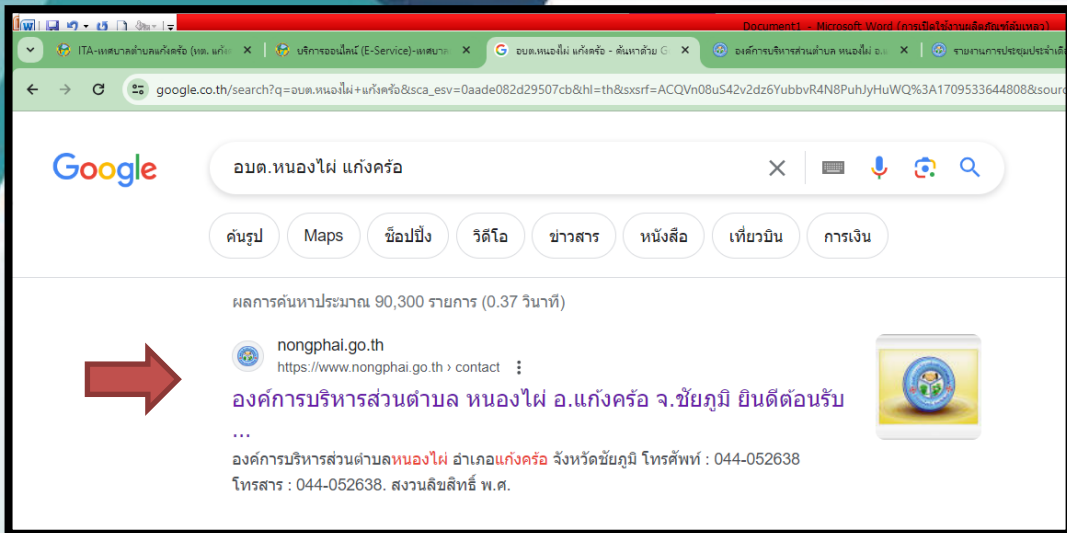 Document1 - Microsoft Word (การเปิดใช้งานผลิตภัณฑ์ล้มเหลว)
ITA-เทศบาลตำบลแก้งคร้อ (ทต. แก้ง
บริการออนไลน์ (E-Service)-เทศบาล
อบต.หนองไผ่ แก้งคร้อ - ค้นหาด้วย G
องค์การบริหารส่วนตำบล หนองไผ่ อ.แ
รายงานการประชุมประจำเดือ
google.co.th/search?q=อบต.หนองไผ่+แก้งคร้อ&sca_esv=0aade082d29507cb&hl=th&sxsrf=ACQVn08uS42v2dz6YubbvR4N8PuhJyHuWQ%3A1709533644808&sourc
Google
อบต.หนองไผ่ แก้งคร้อ
ค้นรูป Maps ช็อปปิ้ง วิดีโอ ข่าวสาร หนังสือ เที่ยวบิน การเงิน
ผลการค้นหาประมาณ 90,300 รายการ (0.37 วินาที)
nongphai.go.th
https://www.nongphai.go.th › contact
องค์การบริหารส่วนตำบล หนองไผ่ อ.แก้งคร้อ จ.ชัยภูมิ ยินดีต้อนรับ
...
องค์การบริหารส่วนตำบลหนองไผ่ อำเภอแก้งคร้อ จังหวัดชัยภูมิ โทรศัพท์ : 044-052638
โทรสาร : 044-052638. สงวนลิขสิทธิ์ พ.ศ.